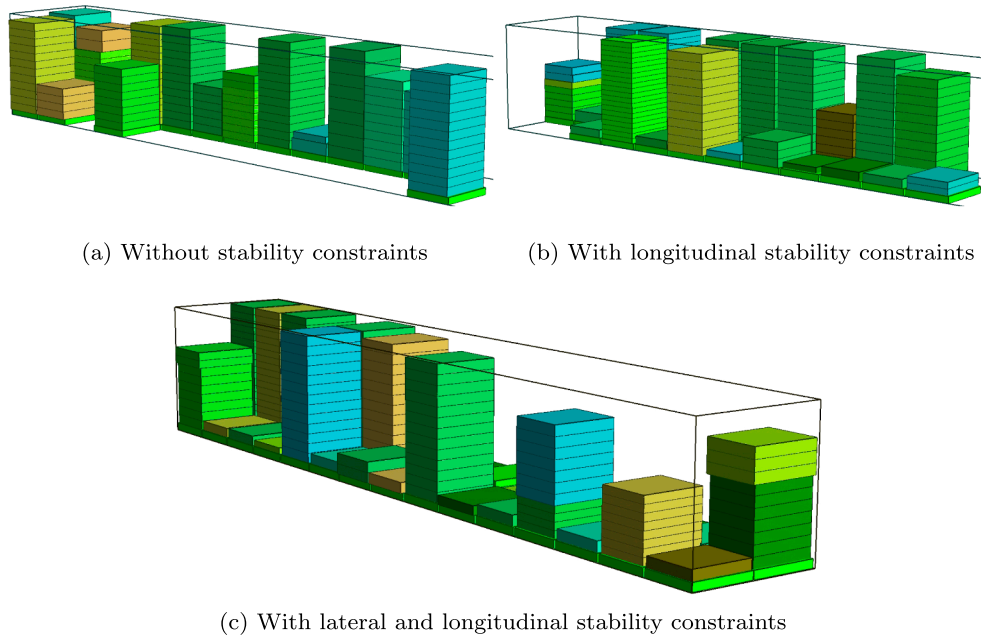 (a) Without stability constraints
(b) With longitudinal stability constraints
(c) With lateral and longitudinal stability constraints